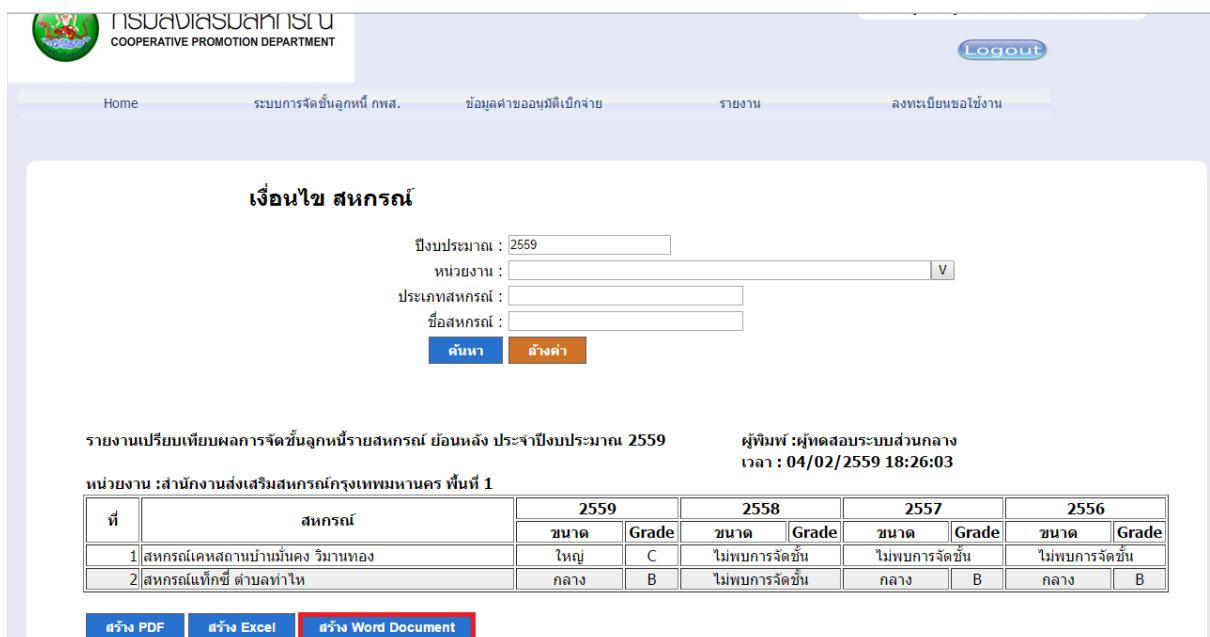 กรมส่งเสริมสหกรณ์
COOPERATIVE PROMOTION DEPARTMENT
Logout
Home ระบบการจัดชั้นลูกหนี้ กพส. ข้อมูลคำขออนุมัติเบิกจ่าย รายงาน ลงทะเบียนขอใช้งาน
เงื่อนไข สหกรณ์
ปีงบประมาณ : 2559
หน่วยงาน : V
ประเภทสหกรณ์ :
ชื่อสหกรณ์ :
ค้นหา ล้างค่า
รายงานเปรียบเทียบผลการจัดชั้นลูกหนี้รายสหกรณ์ ย้อนหลัง ประจำปีงบประมาณ 2559 ผู้พิมพ์ :ผู้ทดสอบระบบส่วนกลาง
เวลา : 04/02/2559 18:26:03
หน่วยงาน :สำนักงานส่งเสริมสหกรณ์กรุงเทพมหานคร พื้นที่ 1
ที่ สหกรณ์ 2559 2558 2557 2556
ขนาด Grade ขนาด Grade ขนาด Grade ขนาด Grade
1 สหกรณ์เคหสถานบ้านมั่นคง วิมานทอง ใหญ่ C ไม่พบการจัดชั้น ไม่พบการจัดชั้น ไม่พบการจัดชั้น
2 สหกรณ์แท็กซี่ ตำบลท่าไห กลาง B ไม่พบการจัดชั้น กลาง B กลาง B
สร้าง PDF สร้าง Excel สร้าง Word Document